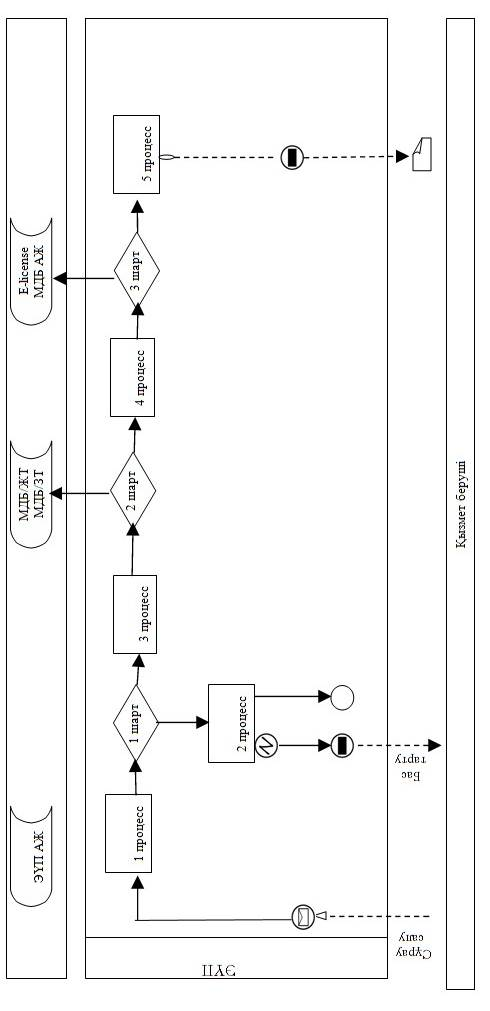 ЭҮП АЖ
МДБ/ЖТ
МДБ/ЗТ
E-license
МДБ АЖ
ЭҮП
1 процесс
1 шарт
2 процесс
3 процесс
2 шарт
4 процесс
3 шарт
5 процесс
Сұрау
салу
Бас
тарту
Қызмет беруші